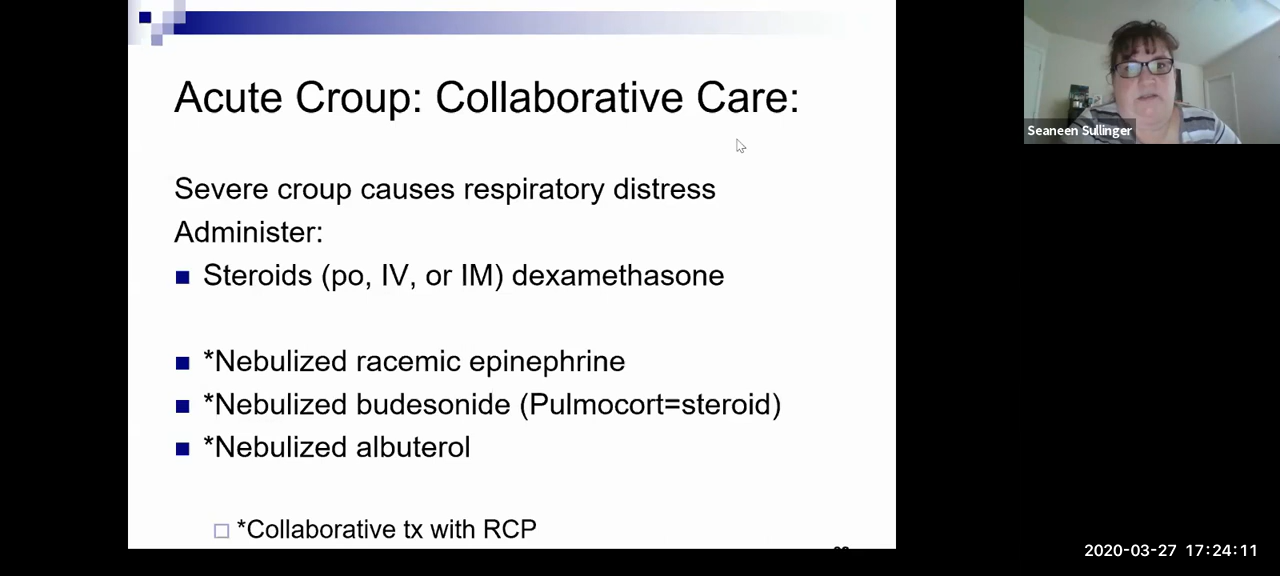 Acute Croup: Collaborative Care:
Seaneen Sullinger
Severe croup causes respiratory distress
Administer:
Steroids (po, IV, or IM) dexamethasone
*Nebulized racemic epinephrine
*Nebulized budesonide (Pulmocort=steroid)
*Nebulized albuterol
*Collaborative tx with RCP
2020-03-27 17:24:11